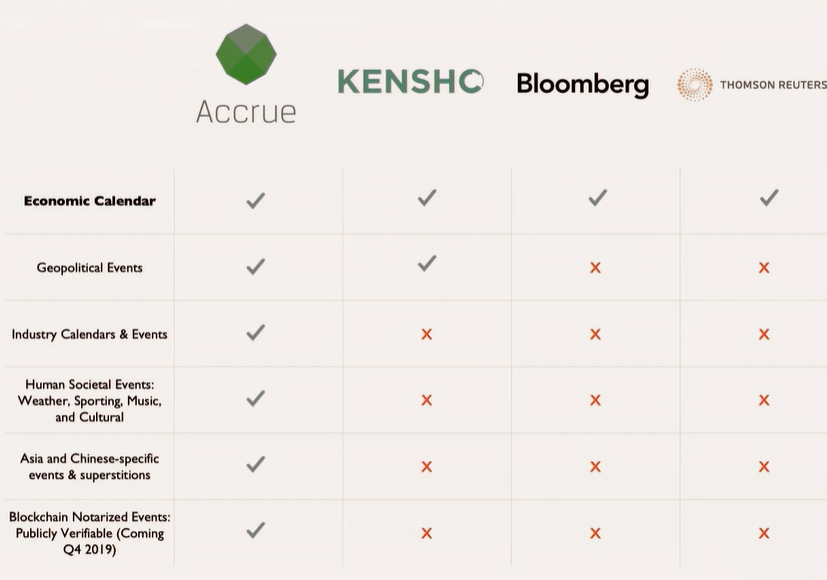 Accrue
KENSHO
Bloomberg
THOMSON REUTERS
Economic Calendar
Geopolitical Events
Industry Calendars & Events
X X X
Human Societal Events:
Weather, Sporting, Music,
and Cultural
Asia and Chinese-specific
events & superstitions
Blockchain Notarized Events:
Publicly Verifiable (Coming
Q4 2019)